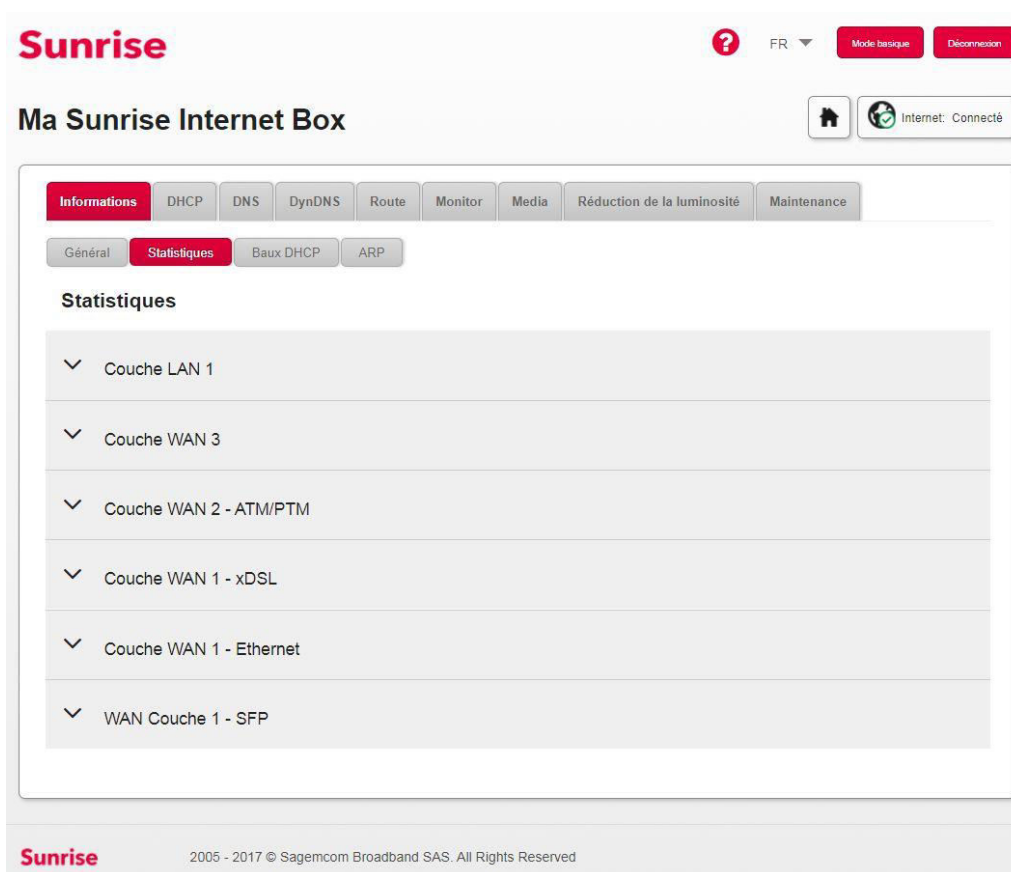 Sunrise
? FR Mode basique Déconnexion
Ma Sunrise Internet Box
Internet: Connecté
Informations DHCP DNS DynDNS Route Monitor Media Réduction de la luminosité Maintenance
Général Statistiques Baux DHCP ARP
Statistiques
Couche LAN 1
Couche WAN 3
Couche WAN 2 - ATM/PTM
Couche WAN 1 - xDSL
Couche WAN 1 - Ethernet
WAN Couche 1 - SFP
Sunrise 2005 - 2017 © Sagemcom Broadband SAS. All Rights Reserved